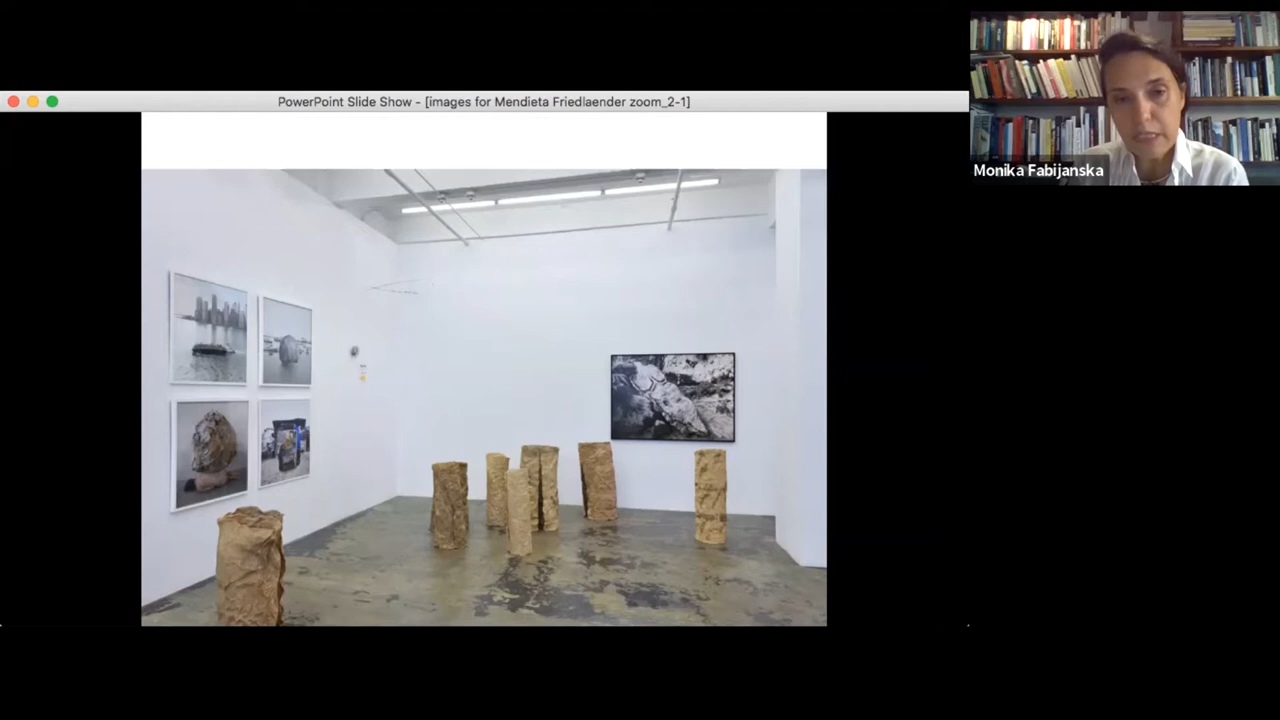 PowerPoint Slide Show - [images for Mendieta Friedlaender zoom_2-1]
Monika Fabijanska